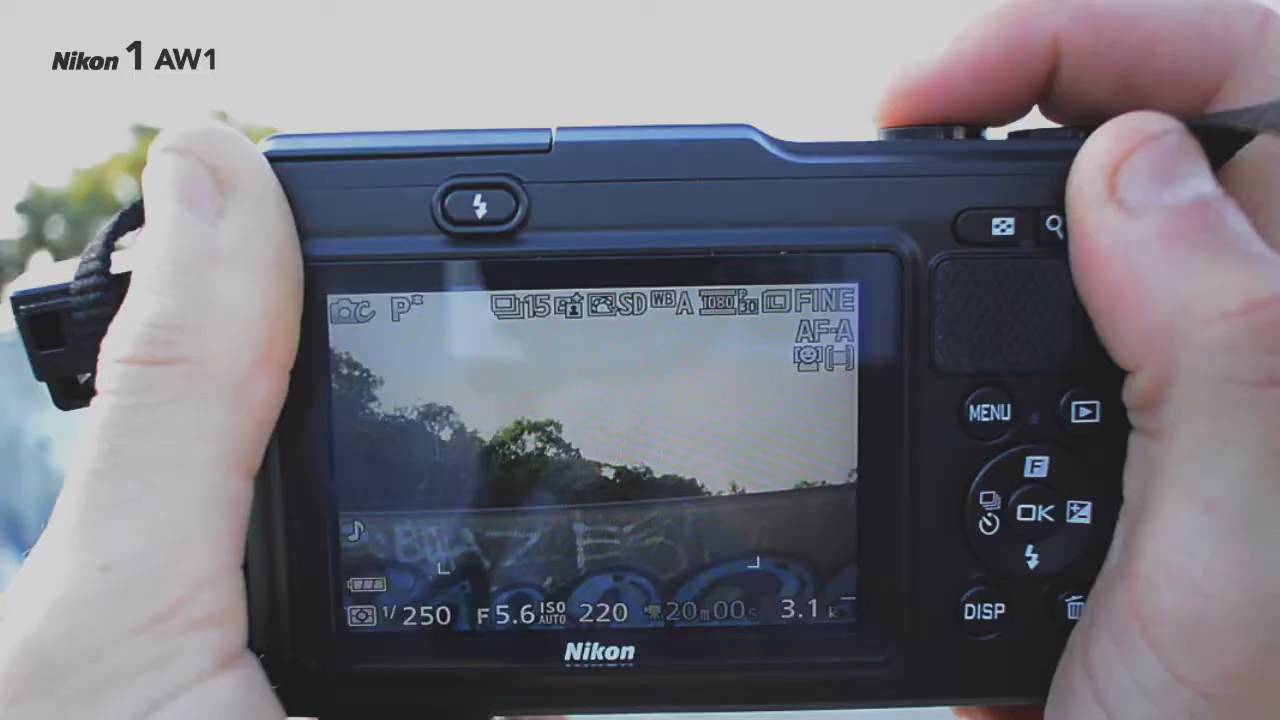 Nikon 1 AW1
C P* 15 SD WB A 1080 30 L FINE
AF-A
MENU
F
OK
1/250 F5.6 ISO AUTO 220 20m00s 3.1k
DISP
Nikon